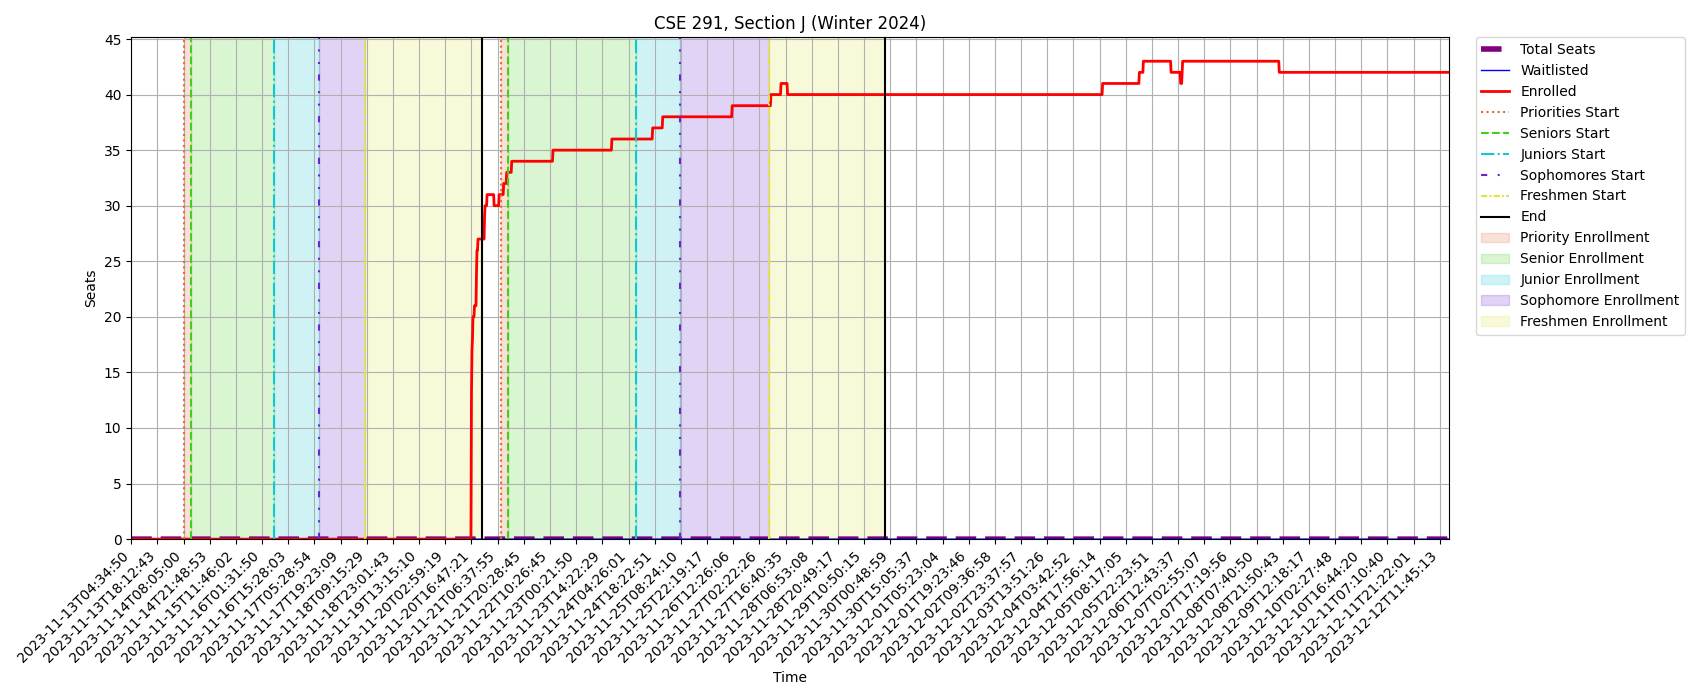 CSE 291, Section J (Winter 2024)
Seats
45
40
35
30
25
20
15
10
5
0
2023-11-13T04:34:50
2023-11-13T18:12:43
2023-11-14T08:05:00
2023-11-14T21:48:53
2023-11-15T11:46:02
2023-11-16T01:31:50
2023-11-16T15:28:03
2023-11-17T05:28:54
2023-11-17T19:23:09
2023-11-18T09:15:29
2023-11-18T23:01:43
2023-11-19T13:15:10
2023-11-20T02:59:19
2023-11-20T16:47:21
2023-11-21T06:37:55
2023-11-21T20:28:45
2023-11-22T10:26:45
2023-11-23T00:21:50
2023-11-23T14:22:29
2023-11-24T04:26:01
2023-11-24T18:22:51
2023-11-25T08:24:10
2023-11-25T22:19:17
2023-11-26T12:26:06
2023-11-27T02:22:26
2023-11-27T16:40:35
2023-11-28T06:53:08
2023-11-28T20:49:17
2023-11-29T10:50:15
2023-11-30T00:48:59
2023-11-30T15:05:37
2023-12-01T05:23:04
2023-12-01T19:23:46
2023-12-02T09:36:58
2023-12-02T23:37:57
2023-12-03T13:51:26
2023-12-04T03:42:52
2023-12-04T17:56:14
2023-12-05T08:17:05
2023-12-05T22:23:51
2023-12-06T12:43:37
2023-12-07T02:55:07
2023-12-07T17:19:56
2023-12-08T07:40:50
2023-12-08T21:50:43
2023-12-09T12:18:17
2023-12-10T02:27:48
2023-12-10T16:44:20
2023-12-11T07:10:40
2023-12-11T21:22:01
2023-12-12T11:45:13
Time
Total Seats
Waitlisted
Enrolled
Priorities Start
Seniors Start
Juniors Start
Sophomores Start
Freshmen Start
End
Priority Enrollment
Senior Enrollment
Junior Enrollment
Sophomore Enrollment
Freshmen Enrollment